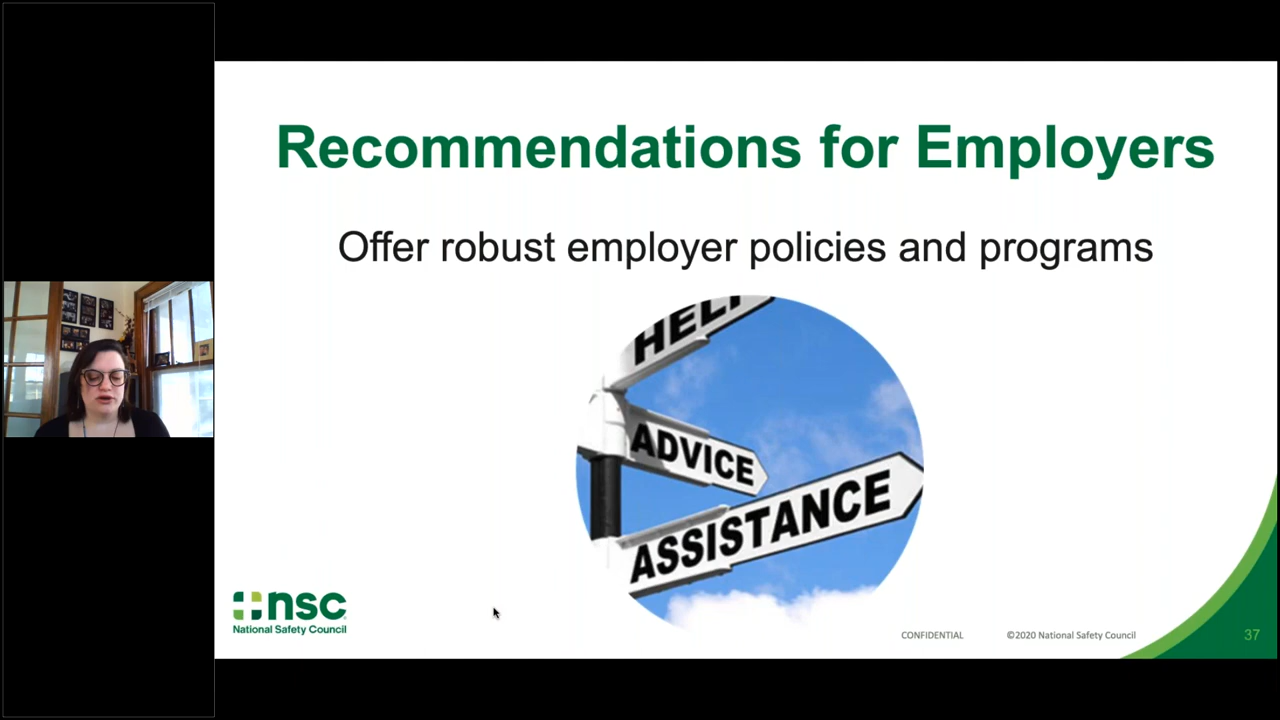 Recommendations for Employers
Offer robust employer policies and programs
HELP
ADVICE
ASSISTANCE
nsc
National Safety Council
CONFIDENTIAL
©2020 National Safety Council
37